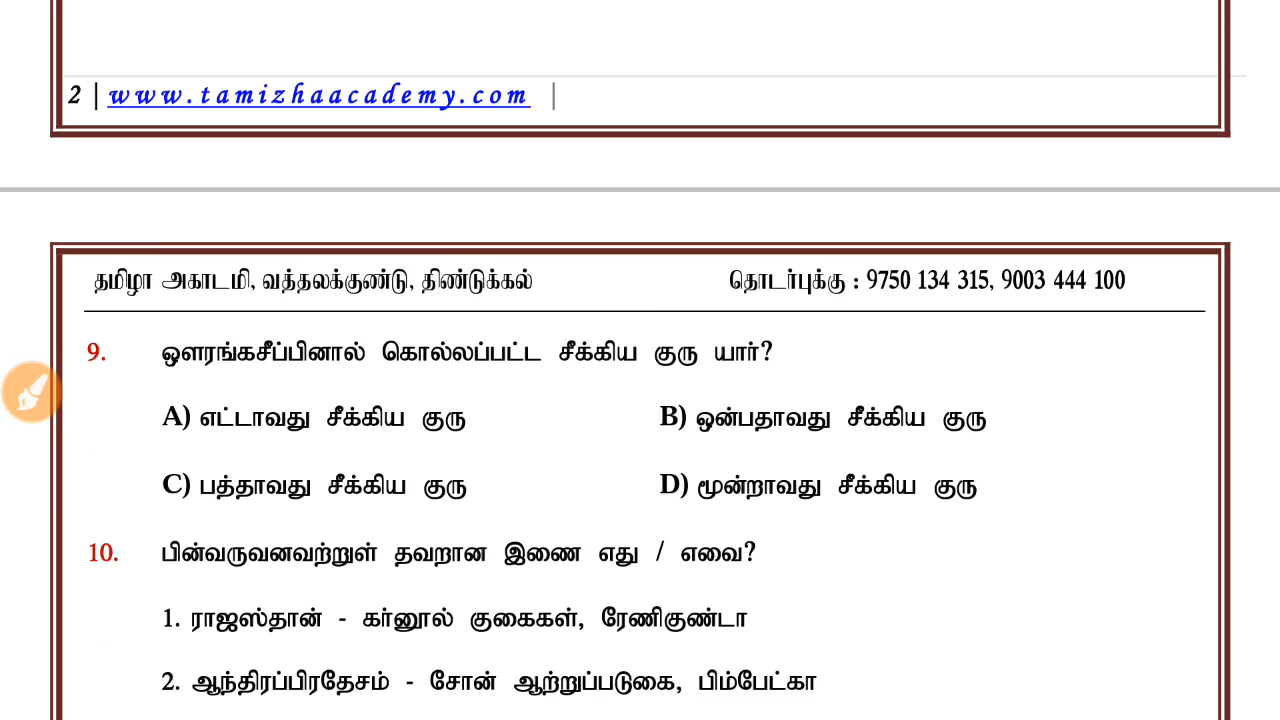 2 | www.tamizhaacademy.com |
தமிழா அகாடமி, வத்தலக்குண்டு, திண்டுக்கல் தொடர்புக்கு : 9750 134 315, 9003 444 100
9. ஔரங்கசீப்பினால் கொல்லப்பட்ட சீக்கிய குரு யார்?
A) எட்டாவது சீக்கிய குரு B) ஒன்பதாவது சீக்கிய குரு
C) பத்தாவது சீக்கிய குரு D) மூன்றாவது சீக்கிய குரு
10. பின்வருவனவற்றுள் தவறான இணை எது / எவை?
1. ராஜஸ்தான் - கர்னூல் குகைகள், ரேணிகுண்டா
2. ஆந்திரப்பிரதேசம் - சோன் ஆற்றுப்படுகை, பிம்பேட்கா